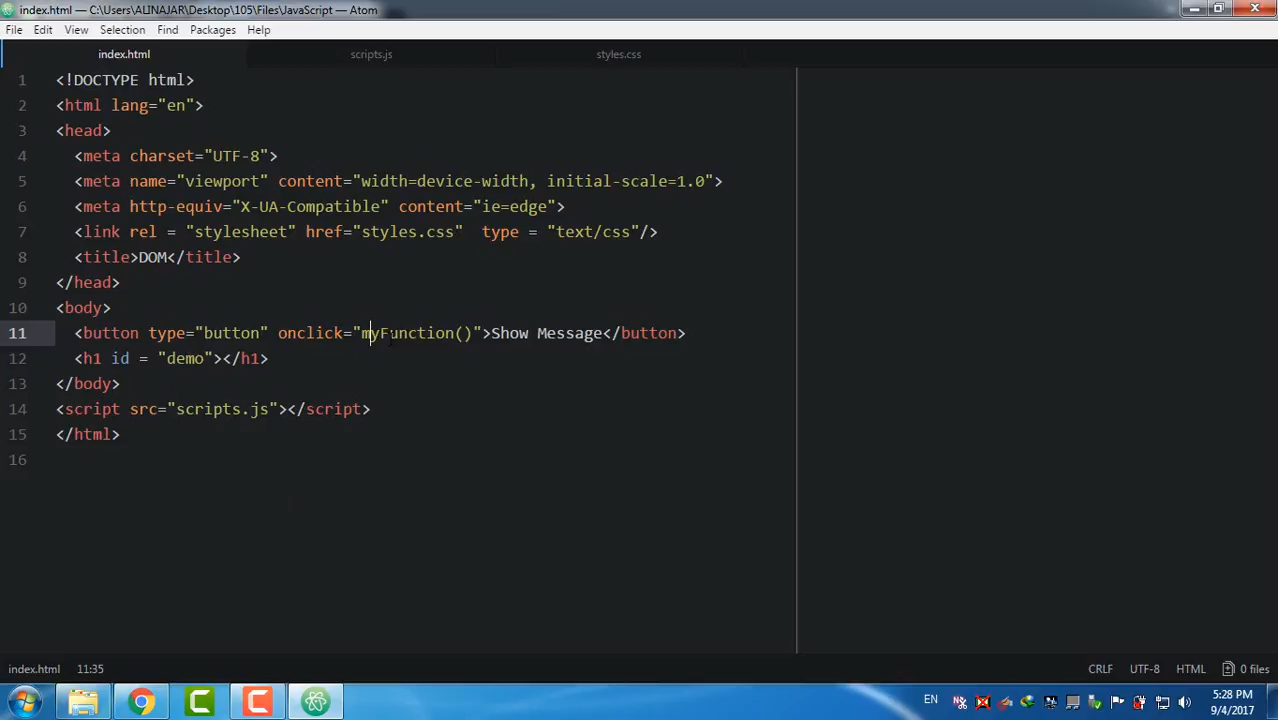 index.html — C:\Users\ALINAJAR\Desktop\105\Files\JavaScript — Atom
File Edit View Selection Find Packages Help
index.html scripts.js styles.css
1 <!DOCTYPE html>
2 <html lang="en">
3 <head>
4 <meta charset="UTF-8">
5 <meta name="viewport" content="width=device-width, initial-scale=1.0">
6 <meta http-equiv="X-UA-Compatible" content="ie=edge">
7 <link rel = "stylesheet" href="styles.css"  type = "text/css"/>
8 <title>DOM</title>
9 </head>
10 <body>
11 <button type="button" onclick="myFunction()">Show Message</button>
12 <h1 id = "demo"></h1>
13 </body>
14 <script src="scripts.js"></script>
15 </html>
16
index.html 11:35 CRLF UTF-8 HTML 0 files
EN 5:28 PM
9/4/2017